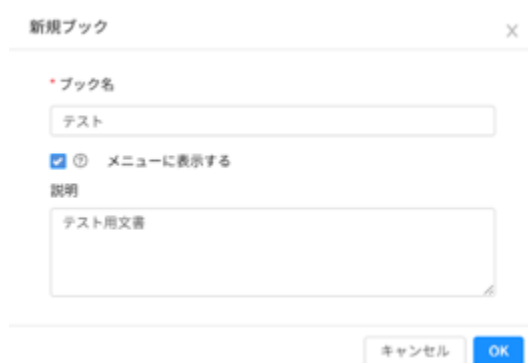 新規ブック
* ブック名
テスト
メニューに表示する
説明
テスト用文書
キャンセル OK